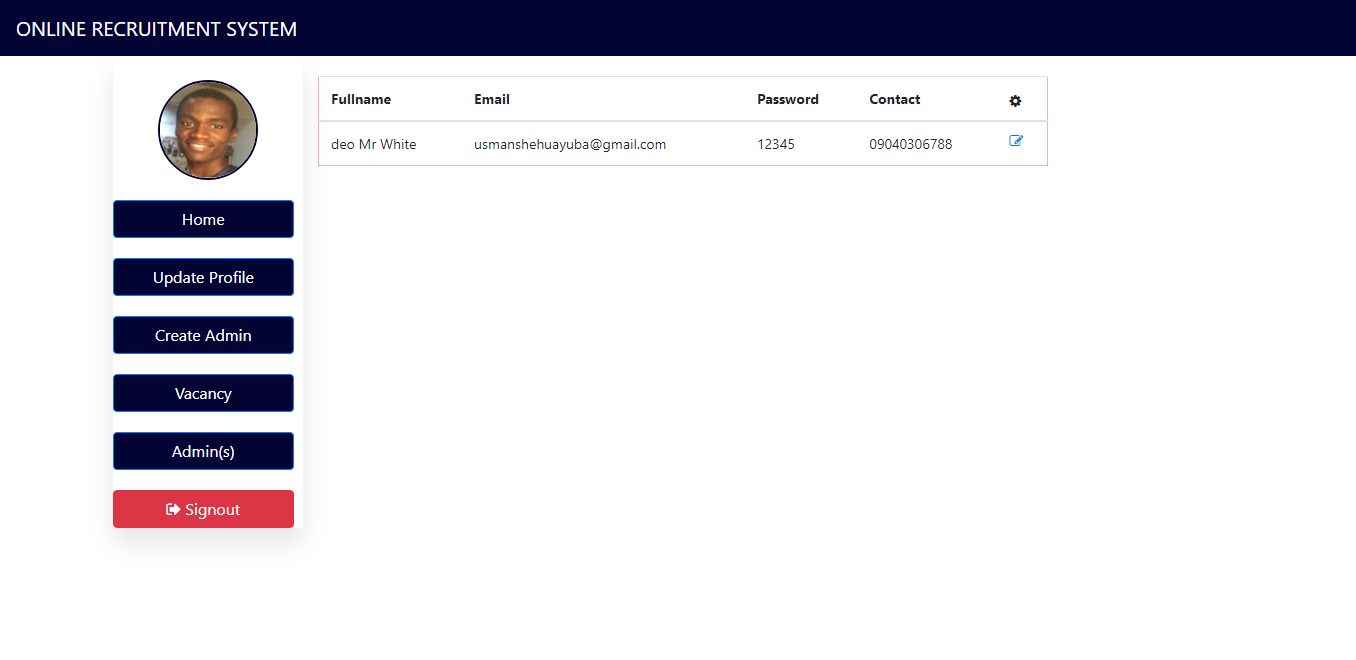 ONLINE RECRUITMENT SYSTEM
Home
Update Profile
Create Admin
Vacancy
Admin(s)
Signout
Fullname Email Password Contact
deo Mr White usmanshehuayuba@gmail.com 12345 09040306788